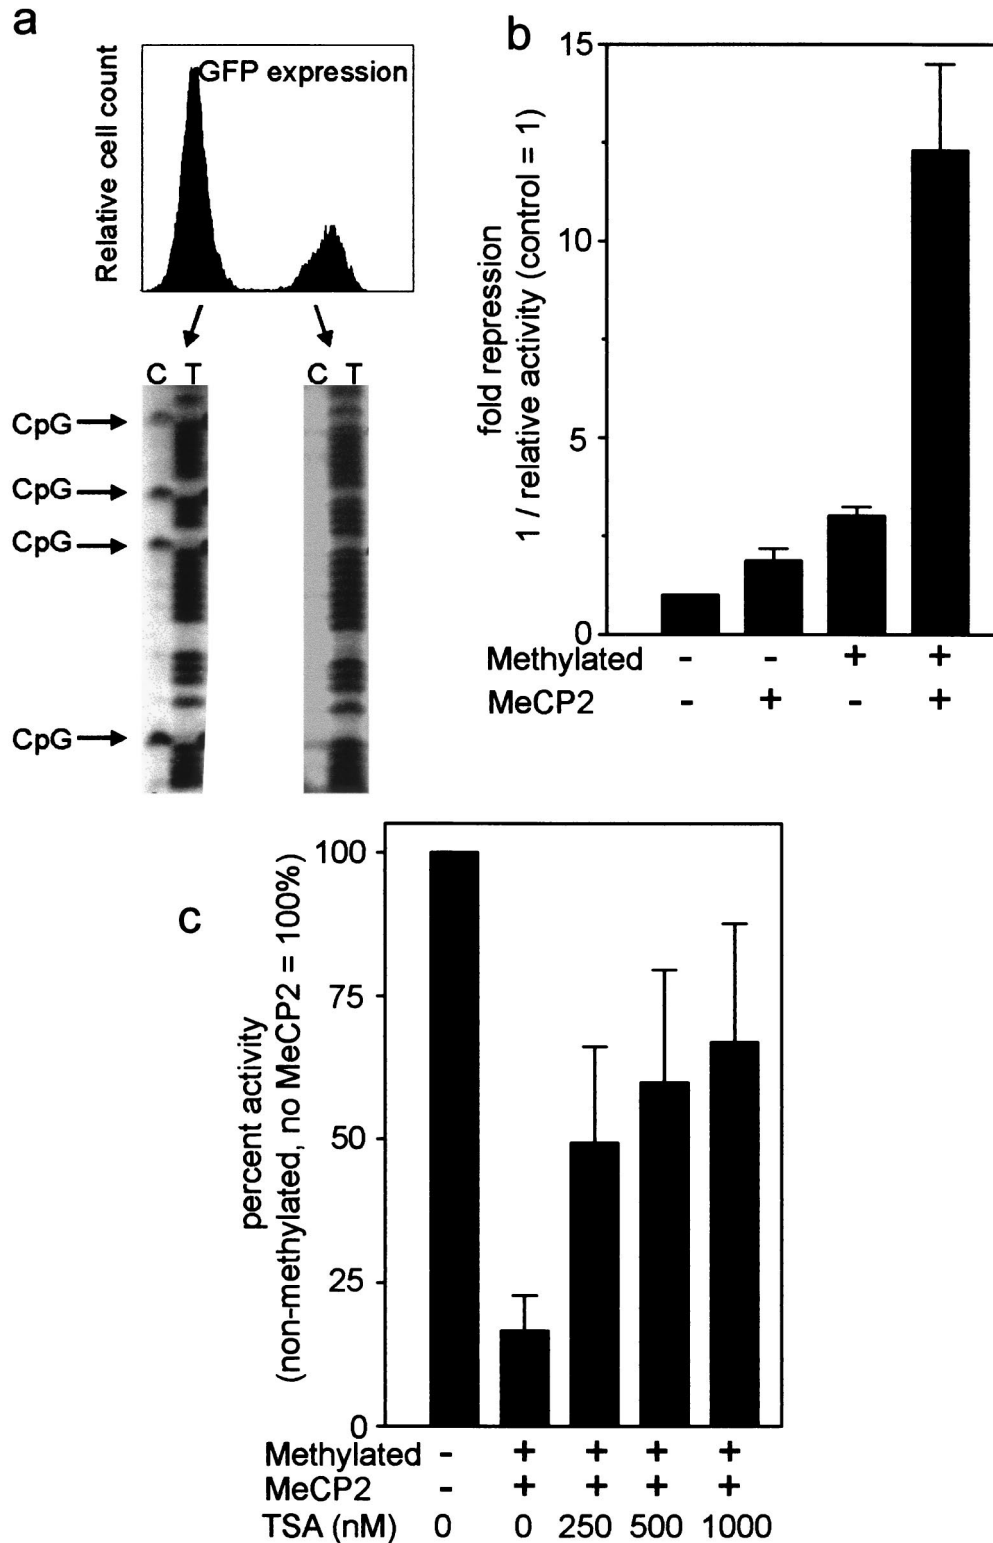 a
GFP expression
Relative cell count
C T
C T
CpG
CpG
CpG
CpG
b
fold repression
1 / relative activity (control = 1)
15
10
5
0
Methylated - - + +
MeCP2 - + - +
c
percent activity
(non-methylated, no MeCP2 = 100%)
100
75
50
25
0
Methylated - + + + +
MeCP2 - + + + +
TSA (nM) 0 0 250 500 1000